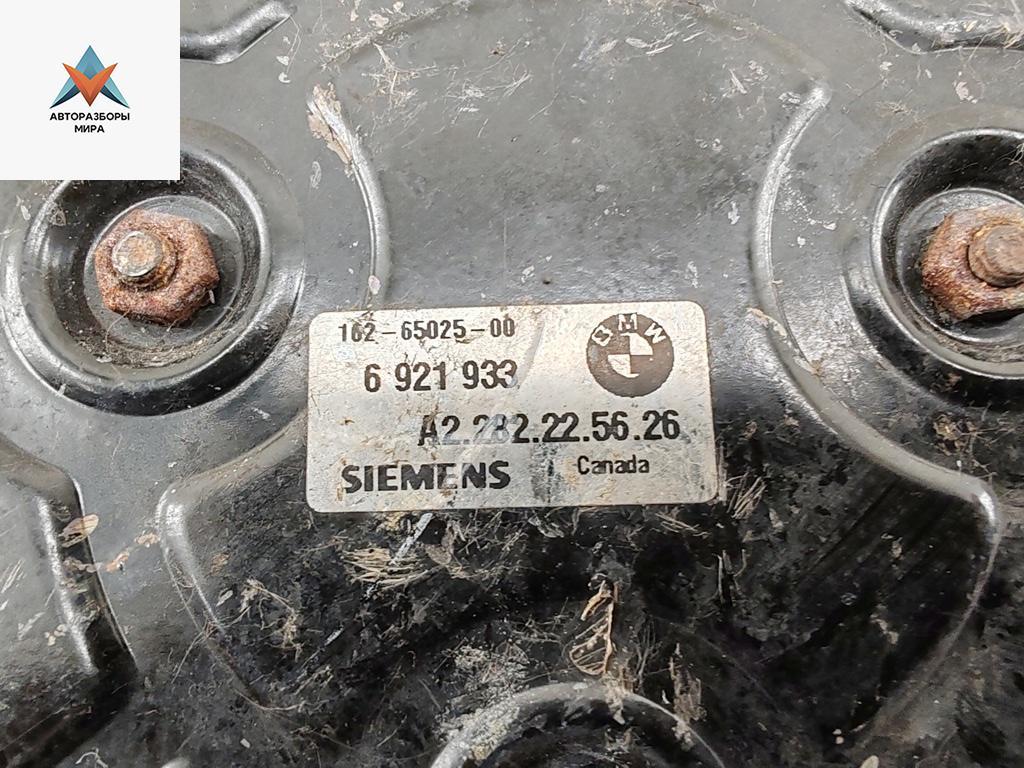 АВТОРАЗБОРЫ
МИРА
162-65025-00
6 921 933
BMW
A2.282.22.56.26
SIEMENS
Canada